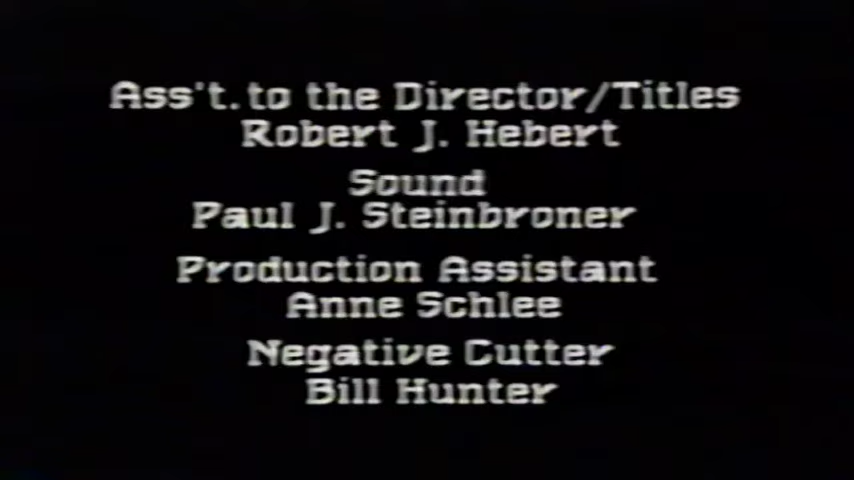 Ass't. to the Director/Titles
Robert J. Hebert
Sound
Paul J. Steinbroner
Production Assistant
Anne Schlee
Negative Cutter
Bill Hunter